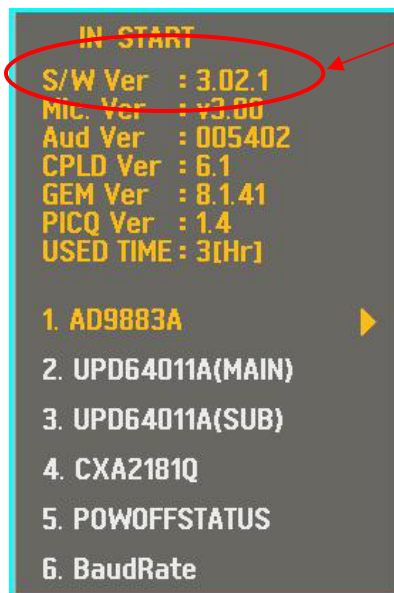 IN START
S/W Ver : 3.02.1
Mic. Ver : v3.00
Aud Ver : 005402
CPLD Ver : 6.1
GEM Ver : 8.1.41
PICQ Ver : 1.4
USED TIME : 3[Hr]
1. AD9883A
2. UPD64011A(MAIN)
3. UPD64011A(SUB)
4. CXA2181Q
5. POWOFFSTATUS
6. BaudRate